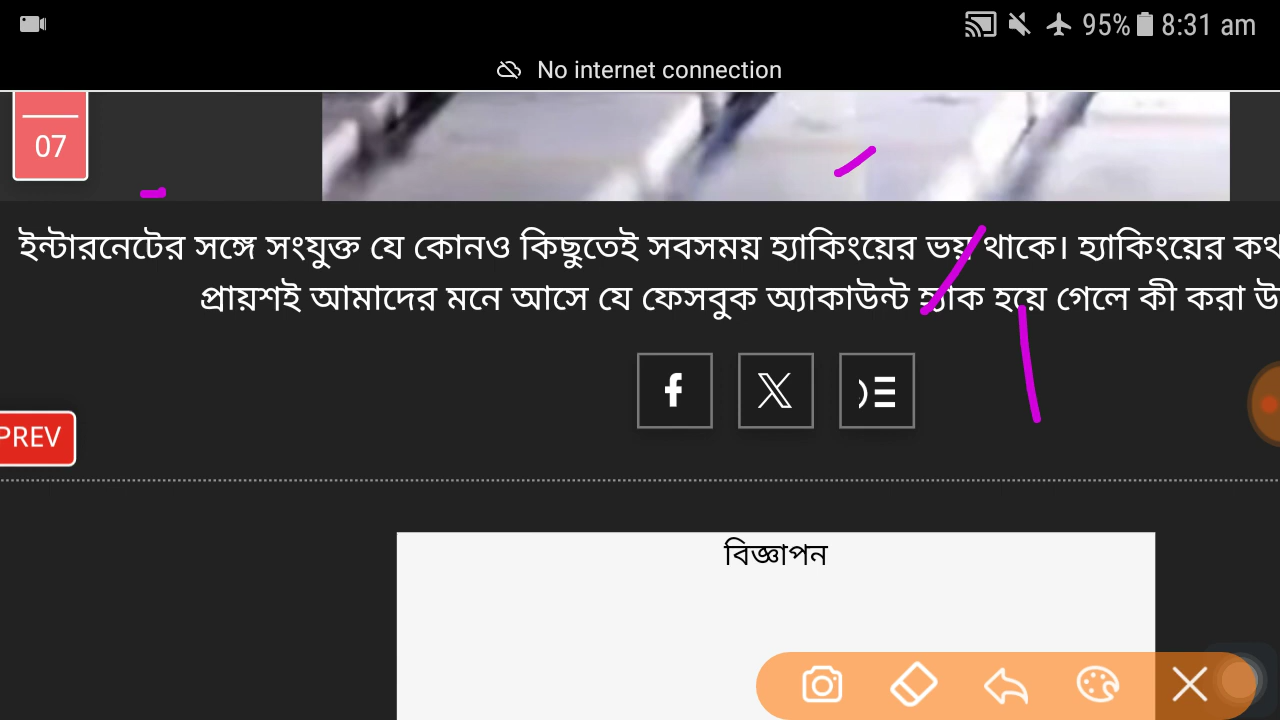 95% 8:31 am
No internet connection
07
ইন্টারনেটের সঙ্গে সংযুক্ত যে কোনও কিছুতেই সবসময় হ্যাকিংয়ের ভয় থাকে। হ্যাকিংয়ের
প্রায়শই আমাদের মনে আসে যে ফেসবুক অ্যাকাউন্ট হ্যাক হয়ে গেলে কী করা
PREV
বিজ্ঞাপন